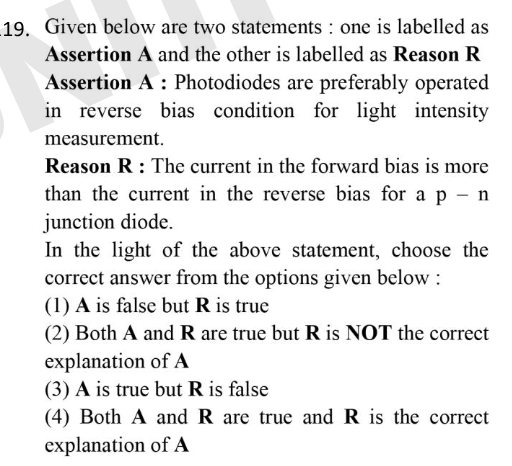 19. Given below are two statements : one is labelled as
Assertion A and the other is labelled as Reason R
Assertion A : Photodiodes are preferably operated
in reverse bias condition for light intensity
measurement.
Reason R : The current in the forward bias is more
than the current in the reverse bias for a p – n
junction diode.
In the light of the above statement, choose the
correct answer from the options given below :
(1) A is false but R is true
(2) Both A and R are true but R is NOT the correct
explanation of A
(3) A is true but R is false
(4) Both A and R are true and R is the correct
explanation of A